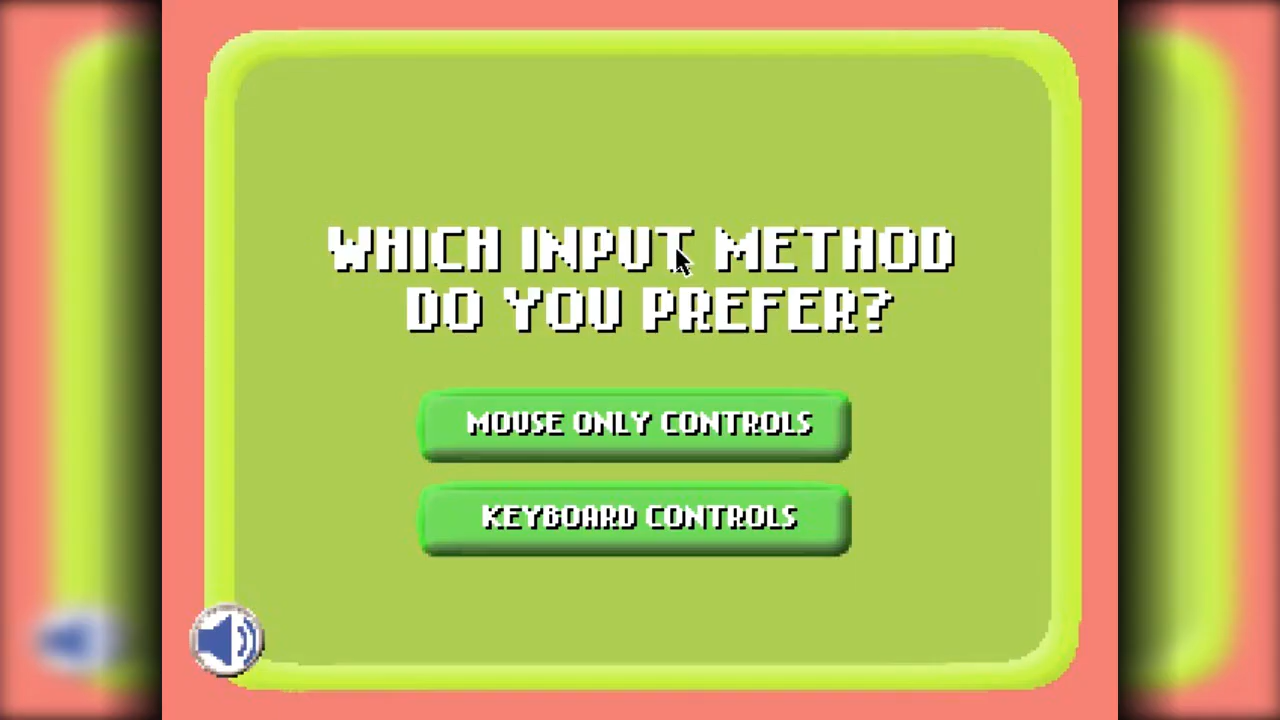 WHICH INPUT METHOD
DO YOU PREFER?
MOUSE ONLY CONTROLS
KEYBOARD CONTROLS